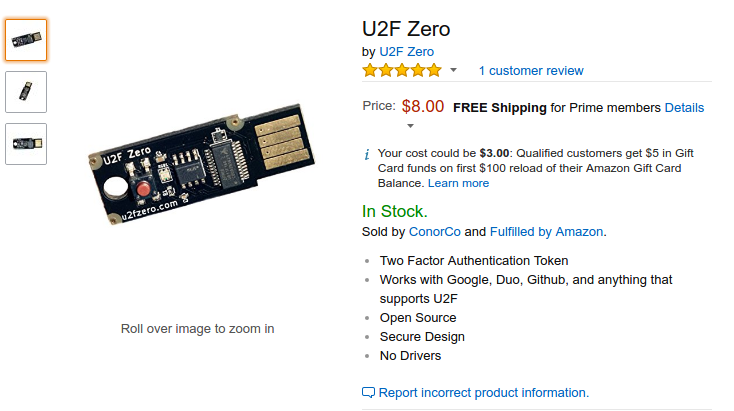 U2F Zero
by U2F Zero
1 customer review
Price: $8.00 FREE Shipping for Prime members Details
i Your cost could be $3.00: Qualified customers get $5 in Gift
Card funds on first $100 reload of their Amazon Gift Card
Balance. Learn more
In Stock.
Sold by ConorCo and Fulfilled by Amazon.
• Two Factor Authentication Token
• Works with Google, Duo, Github, and anything that
supports U2F
• Open Source
• Secure Design
• No Drivers
Report incorrect product information.
U2F Zero
u2fzero.com
Roll over image to zoom in